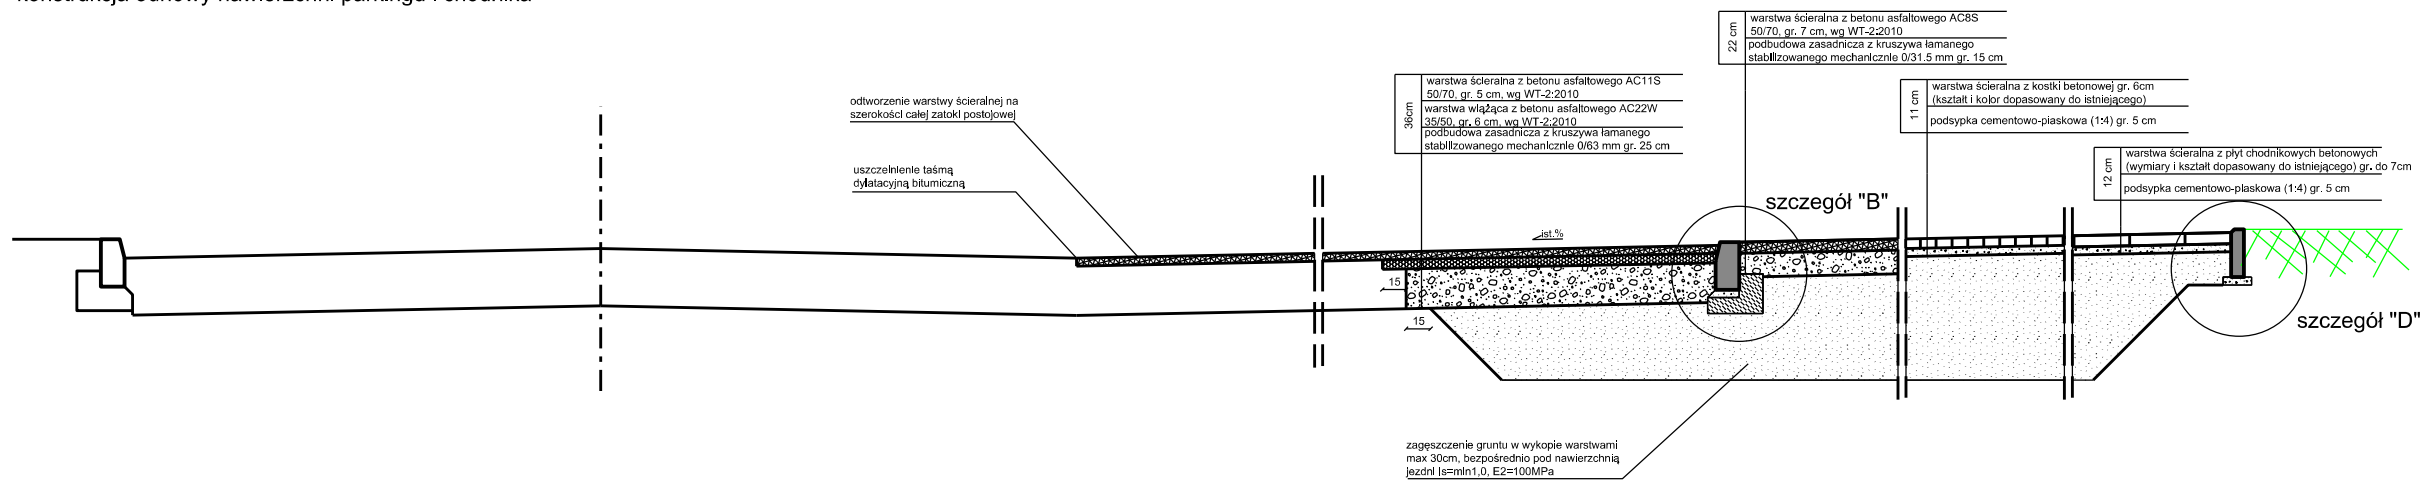 konstrukcja odnowy nawierzchni parkingu i chodnika
warstwa ścieralna z betonu asfaltowego AC8S
50/70, gr. 7 cm, wg WT-2:2010
podbudowa zasadnicza z kruszywa łamanego
stabilizowanego mechanicznie 0/31.5 mm gr. 15 cm
22 cm
warstwa ścieralna z betonu asfaltowego AC11S
50/70, gr. 5 cm, wg WT-2:2010
warstwa wiążąca z betonu asfaltowego AC22W
35/50, gr. 6 cm, wg WT-2:2010
podbudowa zasadnicza z kruszywa łamanego
stabilizowanego mechanicznie 0/63 mm gr. 25 cm
36cm
warstwa ścieralna z kostki betonowej gr. 6cm
(kształt i kolor dopasowany do istniejącego)
podsypka cementowo-piaskowa (1:4) gr. 5 cm
11 cm
odtworzenie warstwy ścieralnej na
szerokości całej zatoki postojowej
warstwa ścieralna z płyt chodnikowych betonowych
(wymiary i kształt dopasowany do istniejącego) gr. do 7cm
podsypka cementowo-piaskowa (1:4) gr. 5 cm
12 cm
uszczelnienie taśmą
dylatacyjną bitumiczną
szczegół "B"
ist.%
15
15
szczegół "D"
zagęszczenie gruntu w wykopie warstwami
max 30cm, bezpośrednio pod nawierzchnią
jezdni Is=min1,0, E2=100MPa